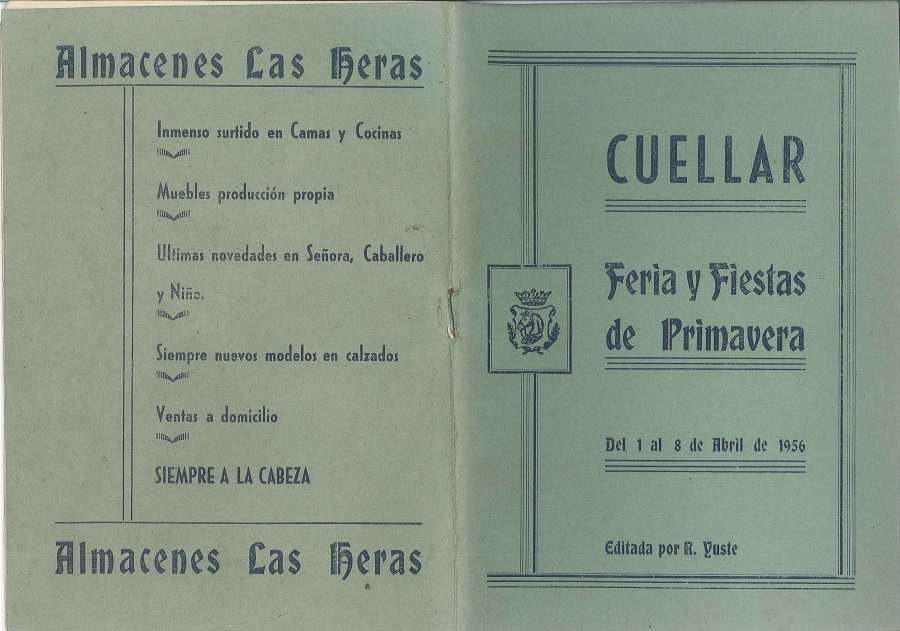 Almacenes Las Heras
Inmenso surtido en Camas y Cocinas
Muebles producción propia
Ultimas novedades en Señora, Caballero
y Niño.
Siempre nuevos modelos en calzados
Ventas a domicilio
SIEMPRE A LA CABEZA
Almacenes Las Heras
CUELLAR
Feria y Fiestas
de Primavera
Del 1 al 8 de Abril de 1956
Editada por R. Yuste